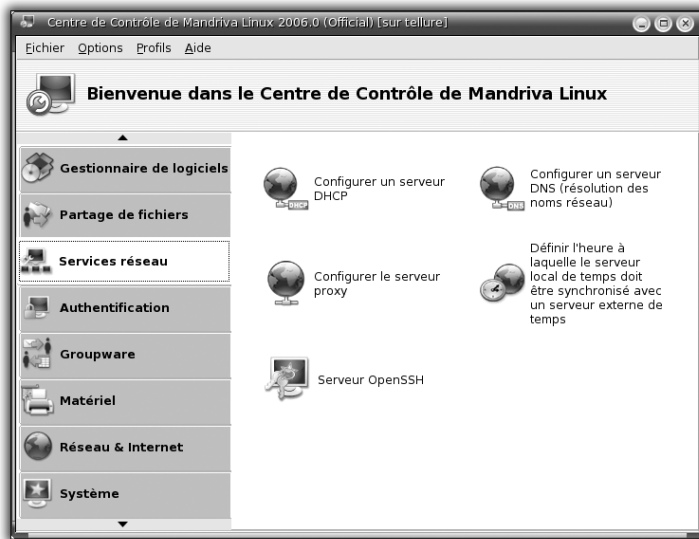 Centre de Contrôle de Mandriva Linux 2006.0 (Official) [sur tellure]
Fichier Options Profils Aide
Bienvenue dans le Centre de Contrôle de Mandriva Linux
Gestionnaire de logiciels
Partage de fichiers
Services réseau
Authentification
Groupware
Matériel
Réseau & Internet
Système
Configurer un serveur
DHCP
DHCP
Configurer un serveur
DNS (résolution des
noms réseau)
DNS
Configurer le serveur
proxy
Définir l'heure à
laquelle le serveur
local de temps doit
être synchronisé avec
un serveur externe de
temps
Serveur OpenSSH